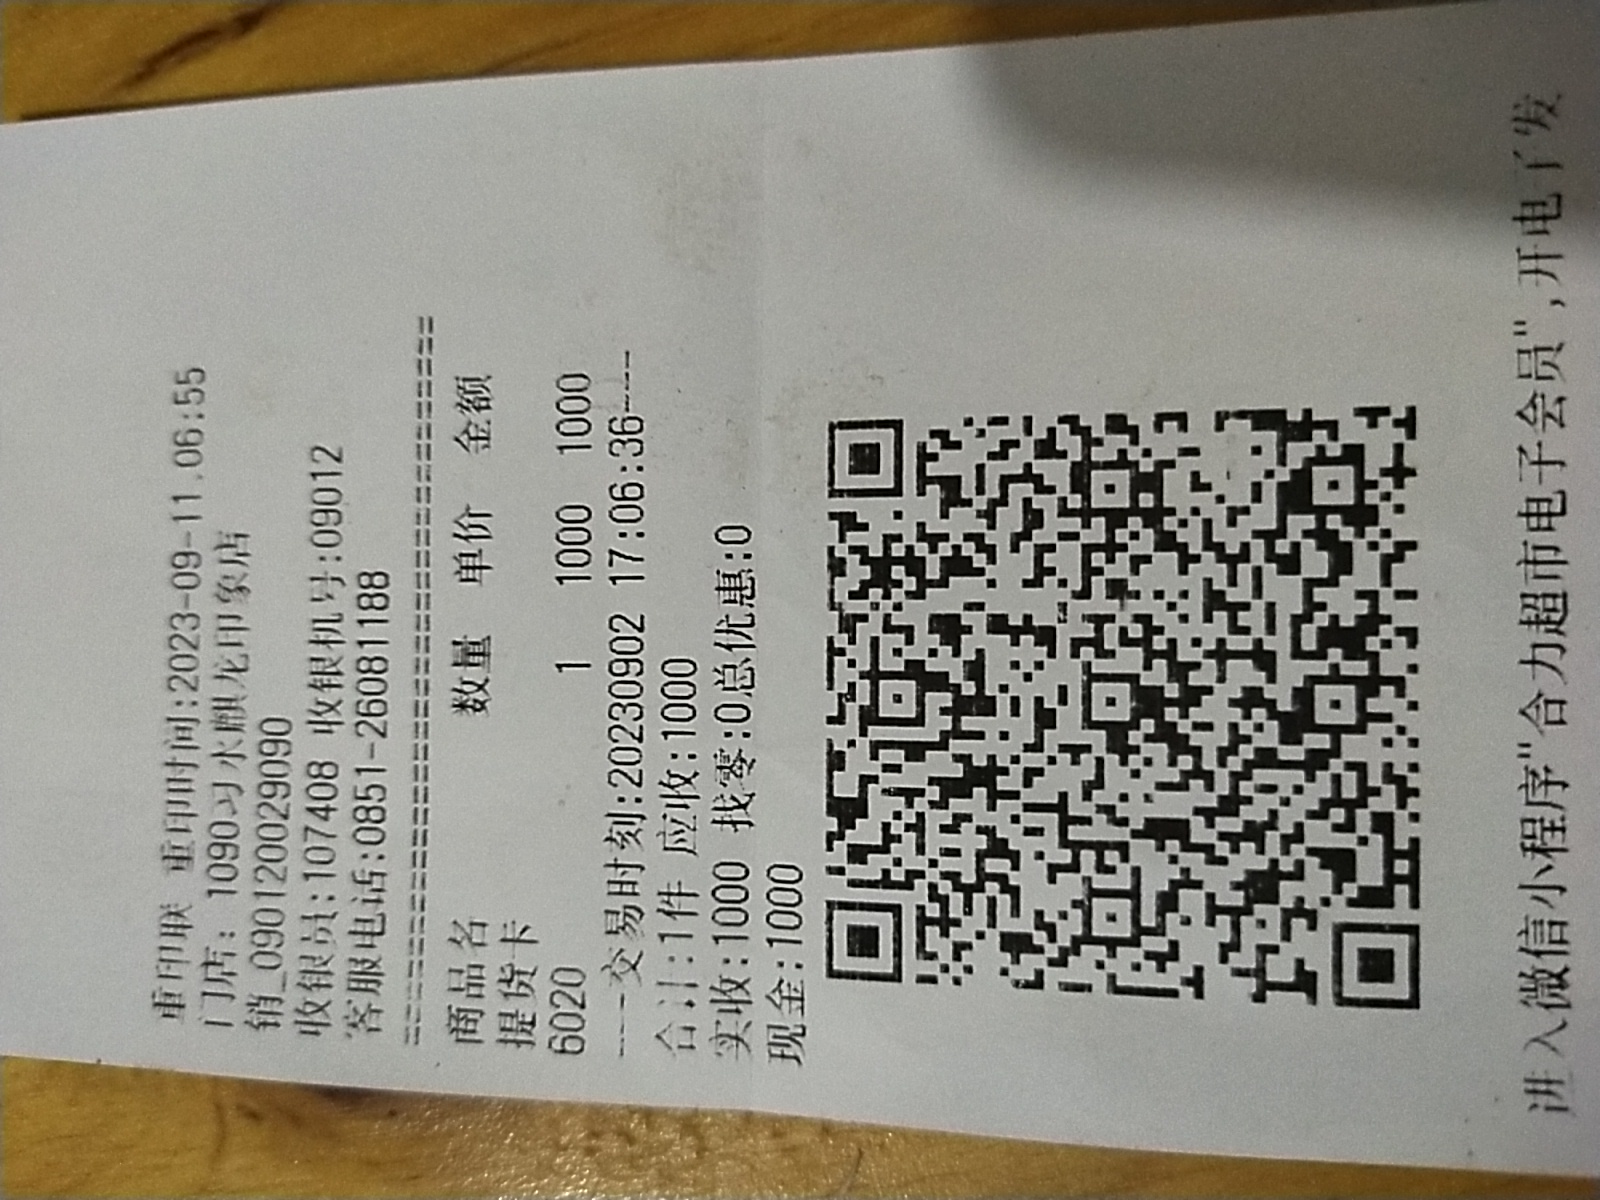 重印联 重印时间:2023-09-11.06:55
门店: 1090习水麒龙印象店
销_09012000290​90
收银员:107408 收银机号:09012
客服电话:0851-26081188
==========================================
商品名 数量 单价 金额
提货卡
6020 1 1000 1000
----交易时刻:20230902 17:06:36----
合计:1件 应收:1000
实收:1000 找零:0总优惠:0
现金:1000
进入微信小程序"合力超市电子会员",开电子发